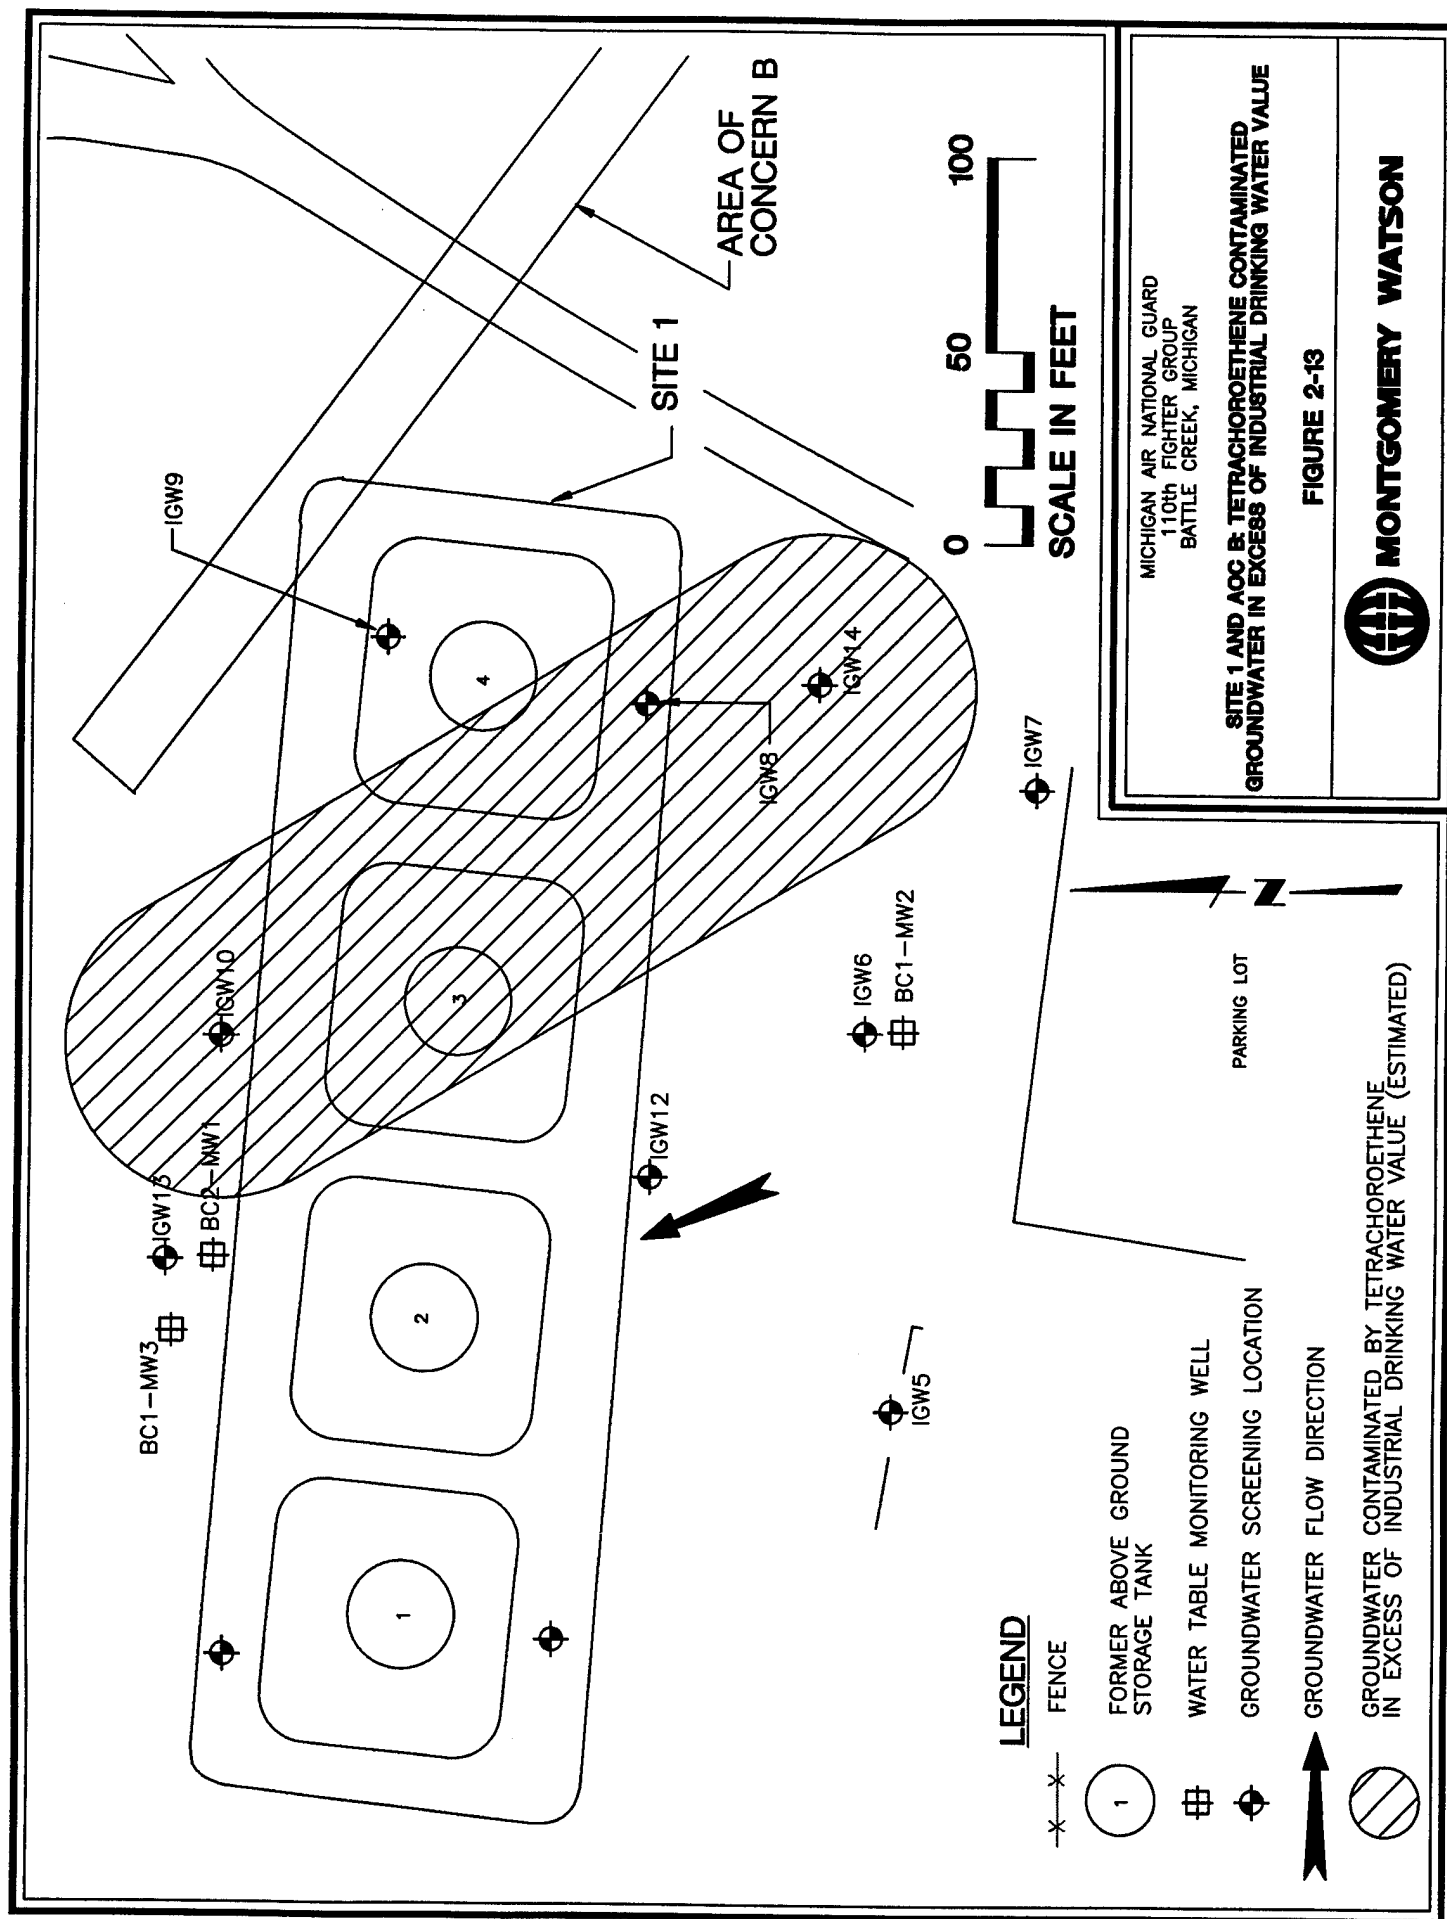 IGW9
AREA OF
CONCERN B
SITE 1
4
IGW8
IGW14
IGW7
IGW10
3
IGW6
BC1-MW2
IGW13
BC2-MW1
BC1-MW3
IGW12
2
IGW5
1
PARKING LOT
N
0
50
100
SCALE IN FEET
LEGEND
FENCE
1
FORMER ABOVE GROUND
STORAGE TANK
WATER TABLE MONITORING WELL
GROUNDWATER SCREENING LOCATION
GROUNDWATER FLOW DIRECTION
GROUNDWATER CONTAMINATED BY TETRACHOROETHENE
IN EXCESS OF INDUSTRIAL DRINKING WATER VALUE (ESTIMATED)
MICHIGAN AIR NATIONAL GUARD
110th FIGHTER GROUP
BATTLE CREEK, MICHIGAN
SITE 1 AND AOC B: TETRACHOROETHENE CONTAMINATED
GROUNDWATER IN EXCESS OF INDUSTRIAL DRINKING WATER VALUE
FIGURE 2-13
MONTGOMERY WATSON